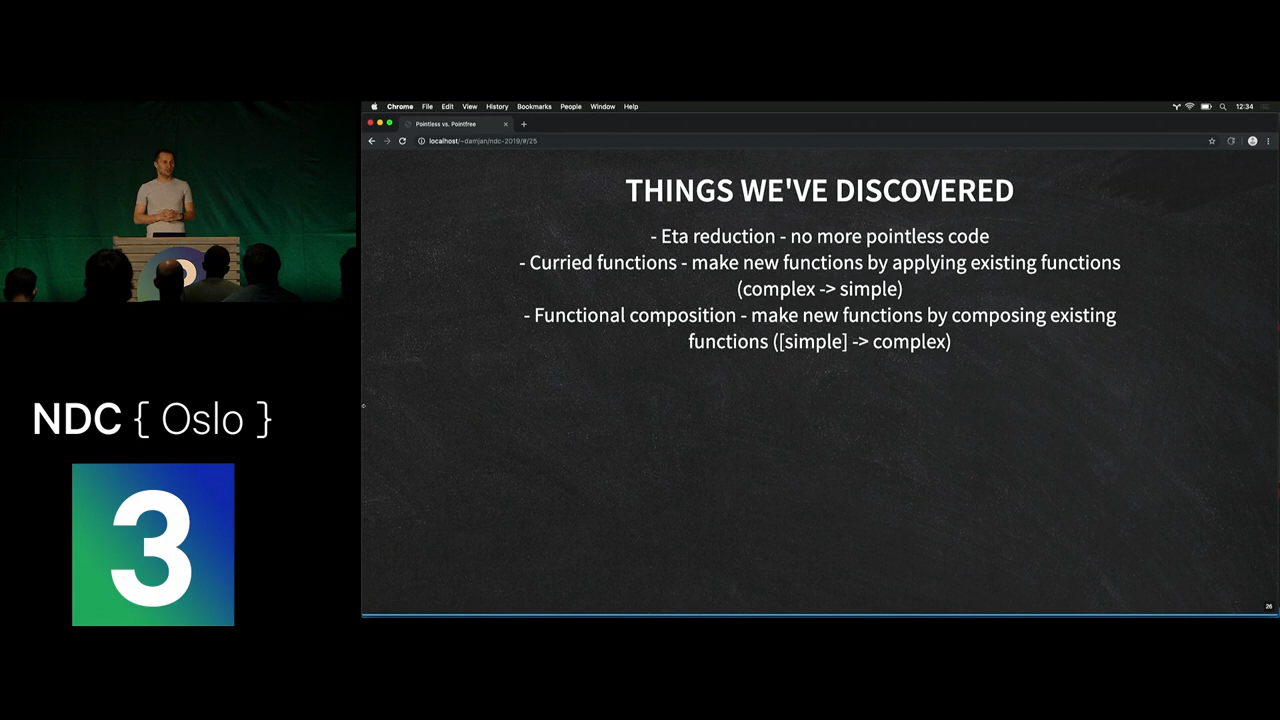 Chrome File Edit View History Bookmarks People Window Help 12:34
Pointless vs. Pointfree
localhost/~damjan/ndc-2019/#/25
THINGS WE'VE DISCOVERED
- Eta reduction - no more pointless code
- Curried functions - make new functions by applying existing functions
(complex -> simple)
- Functional composition - make new functions by composing existing
functions ([simple] -> complex)
NDC { Oslo }
3
26